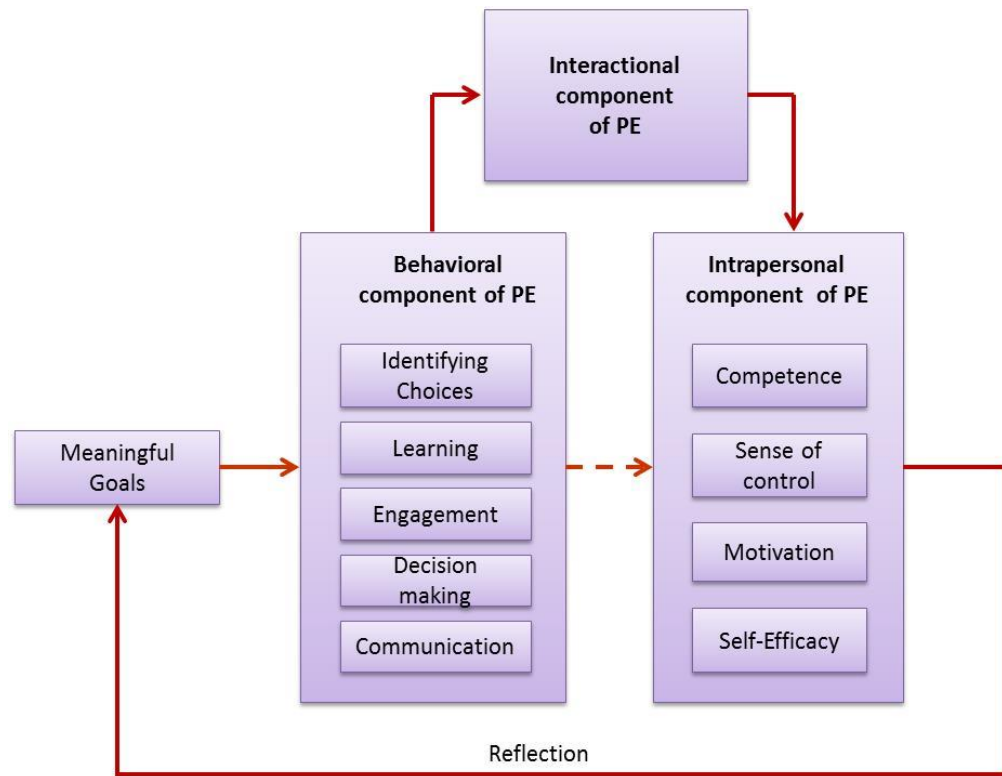 Interactional
component
of PE
Behavioral
component of PE
Identifying
Choices
Learning
Engagement
Decision
making
Communication
Intrapersonal
component of PE
Competence
Sense of
control
Motivation
Self-Efficacy
Meaningful
Goals
Reflection